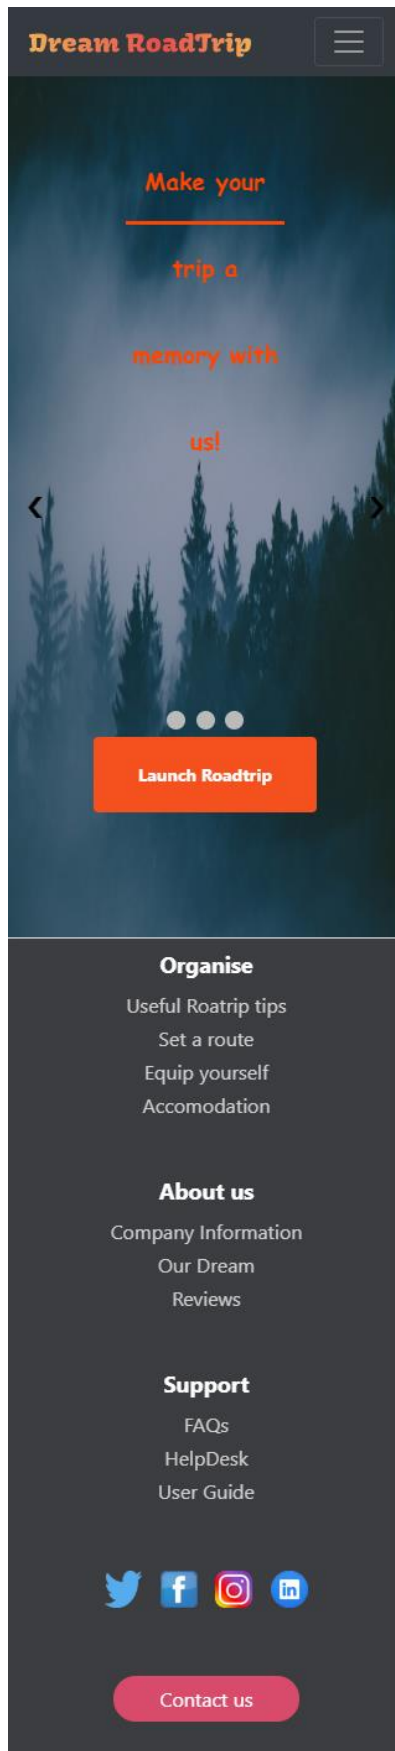 Dream RoadTrip
Make your
trip a
memory with
us!
Launch Roadtrip
Organise
Useful Roatrip tips
Set a route
Equip yourself
Accomodation
About us
Company Information
Our Dream
Reviews
Support
FAQs
HelpDesk
User Guide
Contact us